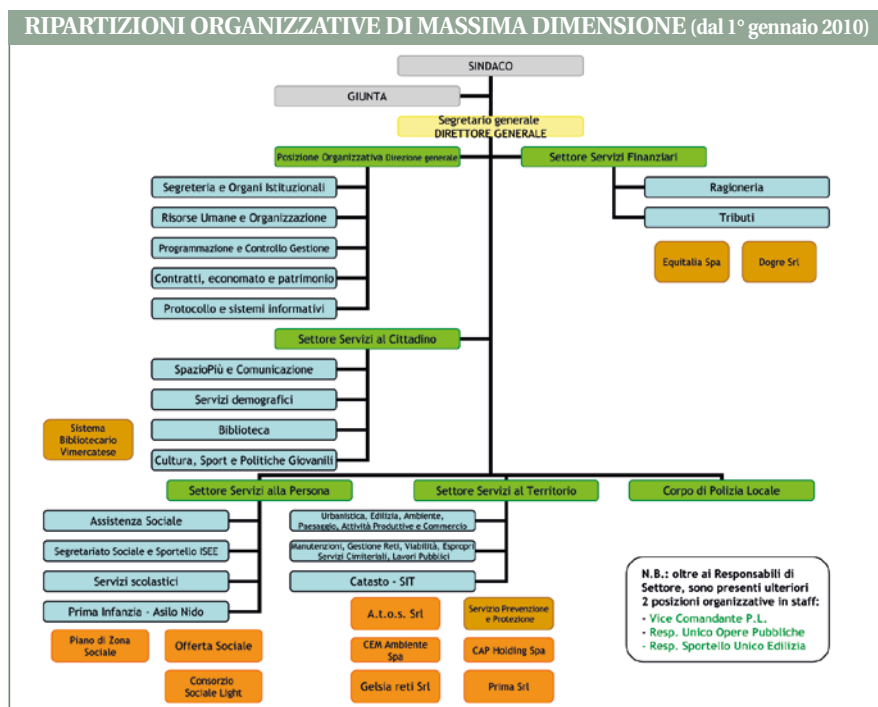 RIPARTIZIONI ORGANIZZATIVE DI MASSIMA DIMENSIONE (dal 1° gennaio 2010)
SINDACO
GIUNTA
Segretario generale
DIRETTORE GENERALE
Posizione Organizzativa Direzione generale
Settore Servizi Finanziari
Segreteria e Organi Istituzionali
Risorse Umane e Organizzazione
Programmazione e Controllo Gestione
Contratti, economato e patrimonio
Protocollo e sistemi informativi
Ragioneria
Tributi
Equitalia Spa
Dogre Srl
Settore Servizi al Cittadino
SpazioPiù e Comunicazione
Servizi demografici
Biblioteca
Cultura, Sport e Politiche Giovanili
Sistema
Bibliotecario
Vimercatese
Settore Servizi alla Persona
Settore Servizi al Territorio
Corpo di Polizia Locale
Assistenza Sociale
Segretariato Sociale e Sportello ISEE
Servizi scolastici
Prima Infanzia - Asilo Nido
Piano di Zona
Sociale
Offerta Sociale
Consorzio
Sociale Light
Urbanistica, Edilizia, Ambiente,
Paesaggio, Attività Produttive e Commercio
Manutenzioni, Gestione Reti, Viabilità, Espropri
Servizi Cimiteriali, Lavori Pubblici
Catasto - SIT
A.t.o.s. Srl
Servizio Prevenzione
e Protezione
CEM Ambiente
Spa
CAP Holding Spa
Gelsia reti Srl
Prima Srl
N.B.: oltre ai Responsabili di
Settore, sono presenti ulteriori
2 posizioni organizzative in staff:
- Vice Comandante P.L.
- Resp. Unico Opere Pubbliche
- Resp. Sportello Unico Edilizia